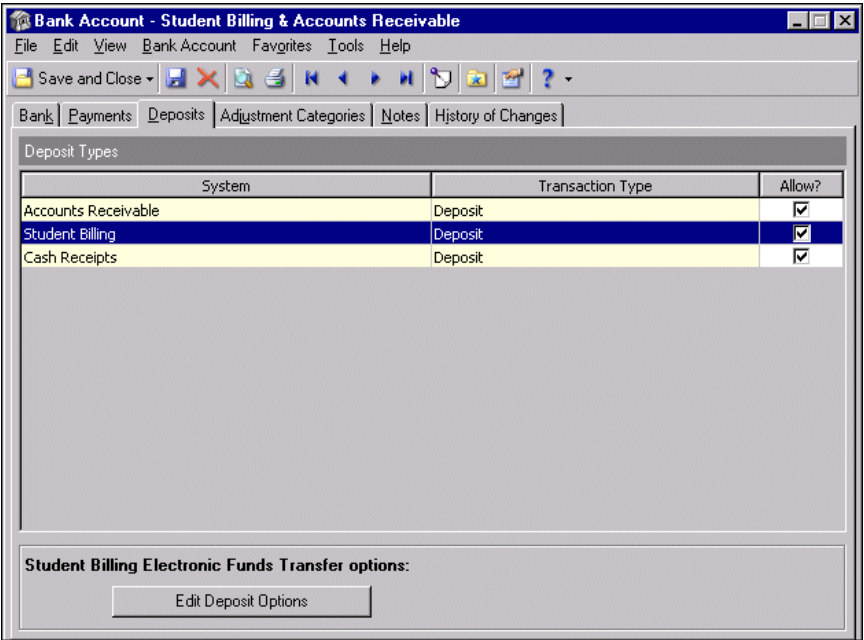 Bank Account - Student Billing & Accounts Receivable
File Edit View Bank Account Favorites Tools Help
Save and Close ?
Bank Payments Deposits Adjustment Categories Notes History of Changes
Deposit Types
System Transaction Type Allow?
Accounts Receivable Deposit
Student Billing Deposit
Cash Receipts Deposit
Student Billing Electronic Funds Transfer options:
Edit Deposit Options